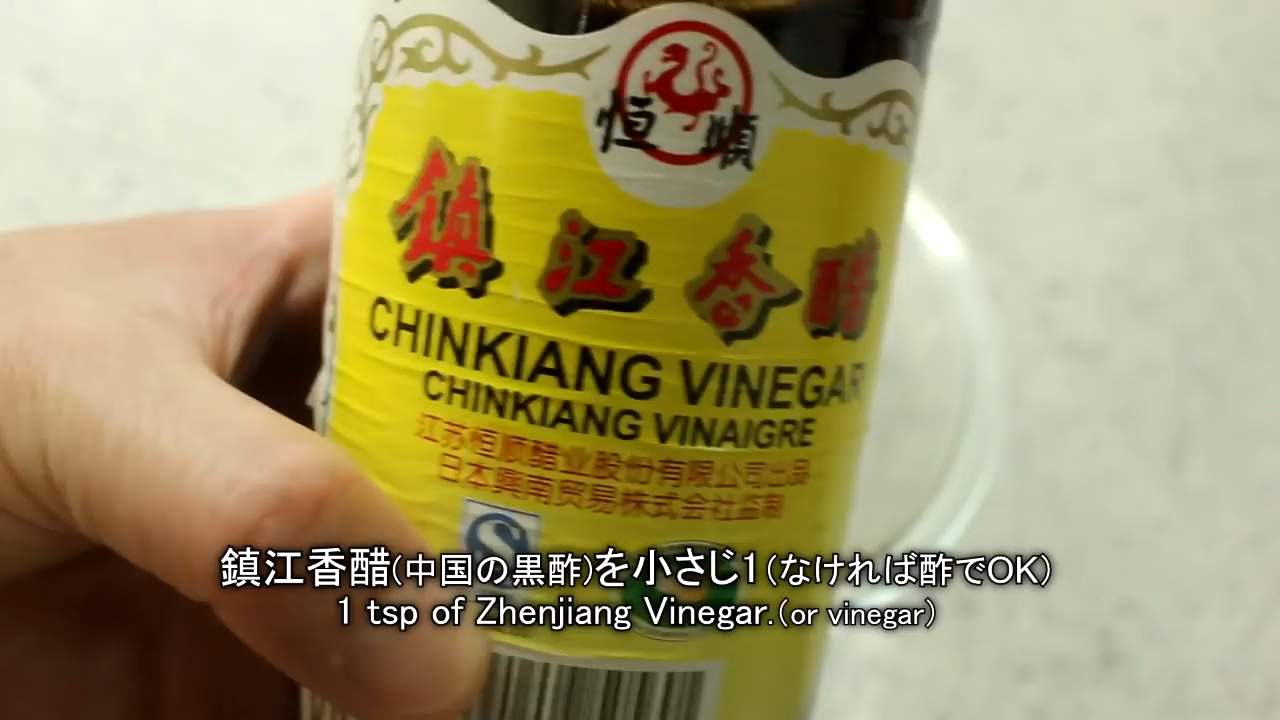 恒順
鎮江香醋
CHINKIANG VINEGAR
CHINKIANG VINAIGRE
江苏恒顺醋业股份有限公司出品
日本興南贸易株式会社监制
鎮江香醋(中国の黒酢)を小さじ1(なければ酢でOK)
1 tsp of Zhenjiang Vinegar.(or vinegar)